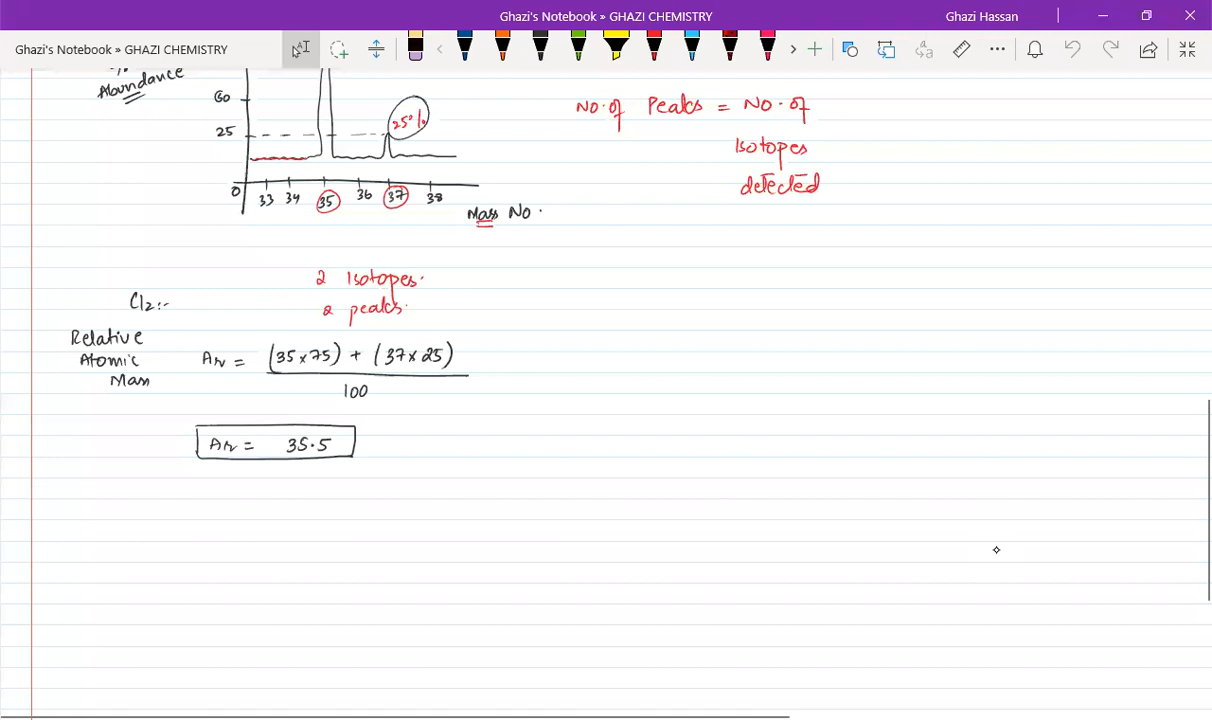 Ghazi's Notebook » GHAZI CHEMISTRY
Ghazi Hassan
Ghazi's Notebook » GHAZI CHEMISTRY
Abundance
60
25
25%
0
33 34 35 36 37 38
Mass No.
No. of Peaks = No. of
Isotopes
detected
2 Isotopes.
2 peaks.
Cl2:-
Relative
Atomic
Mass
Ar = (35 x 75) + (37 x 25)
100
Ar = 35.5